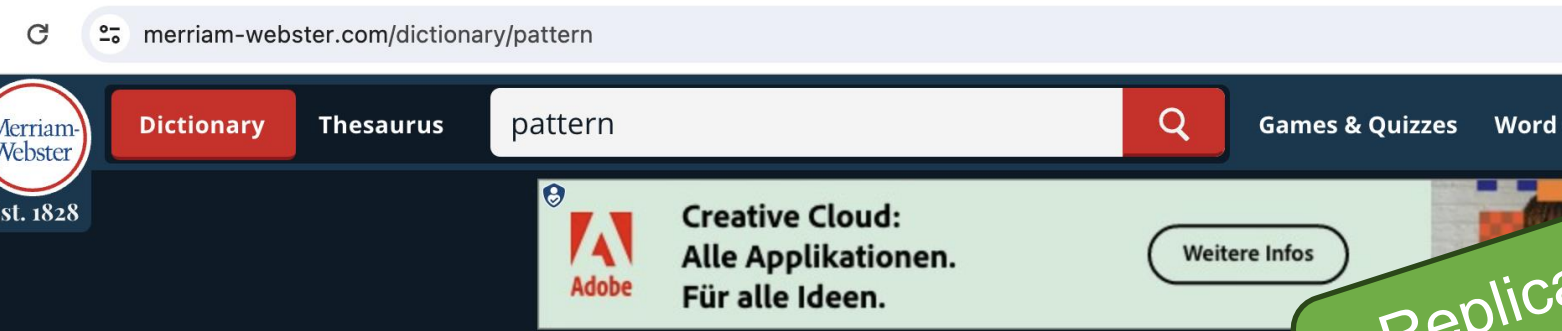 merriam-webster.com/dictionary/pattern
Merriam-
Webster
Dictionary Thesaurus pattern Games & Quizzes Word
st. 1828
Creative Cloud:
Alle Applikationen.
Für alle Ideen.
Adobe
Weitere Infos
Replica